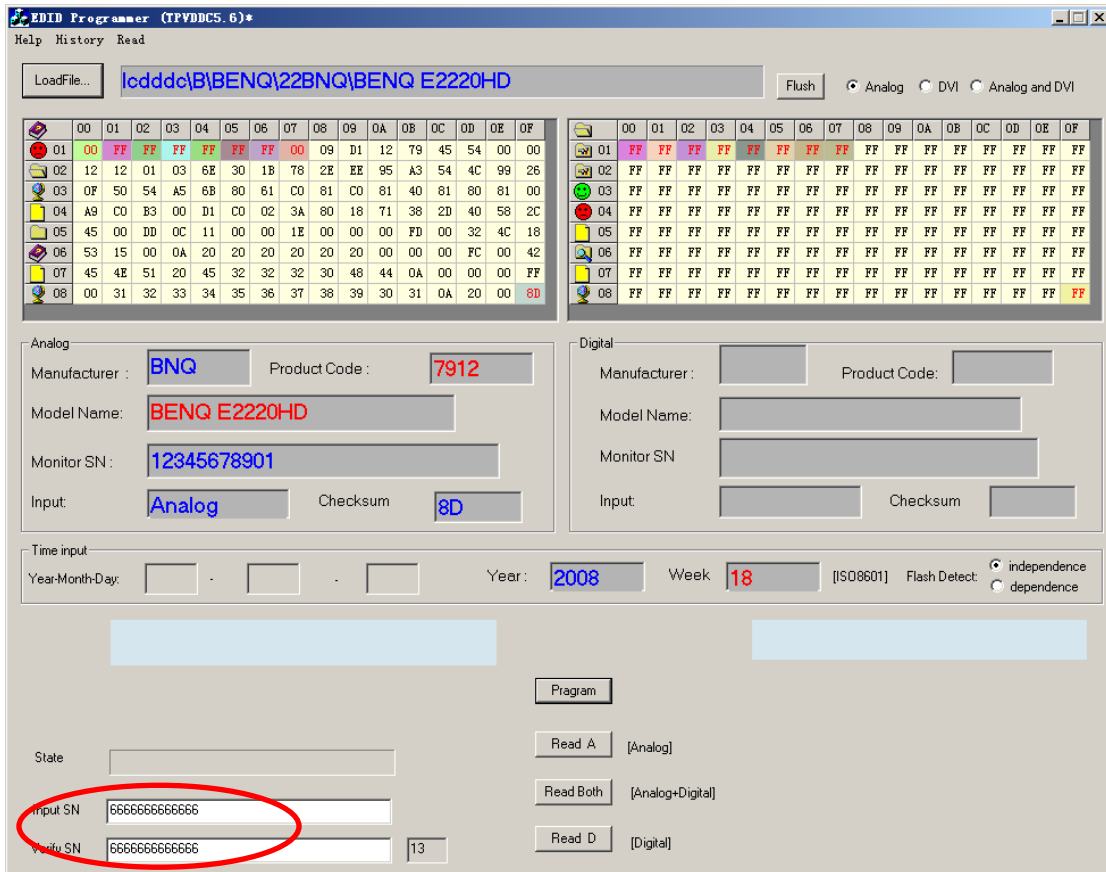 EDID Programmer (TPVDDC5.6)*
Help History Read
LoadFile... lcdddc\B\BENQ\22BNQ\BENQ E2220HD Flush Analog DVI Analog and DVI
00 01 02 03 04 05 06 07 08 09 0A 0B 0C 0D 0E 0F
01 00 FF FF FF FF FF FF 00 09 D1 12 79 45 54 00 00
02 12 12 01 03 6E 30 1B 78 2E EE 95 A3 54 4C 99 26
03 0F 50 54 A5 6B 80 61 C0 81 C0 81 40 81 80 81 00
04 A9 C0 B3 00 D1 C0 02 3A 80 18 71 38 2D 40 58 2C
05 45 00 DD 0C 11 00 00 1E 00 00 00 FD 00 32 4C 18
06 53 15 00 0A 20 20 20 20 20 20 00 00 00 FC 00 42
07 45 4E 51 20 45 32 32 32 30 48 44 0A 00 00 00 FF
08 00 31 32 33 34 35 36 37 38 39 30 31 0A 20 00 8D
00 01 02 03 04 05 06 07 08 09 0A 0B 0C 0D 0E 0F
01 FF FF FF FF FF FF FF FF FF FF FF FF FF FF FF FF
02 FF FF FF FF FF FF FF FF FF FF FF FF FF FF FF FF
03 FF FF FF FF FF FF FF FF FF FF FF FF FF FF FF FF
04 FF FF FF FF FF FF FF FF FF FF FF FF FF FF FF FF
05 FF FF FF FF FF FF FF FF FF FF FF FF FF FF FF FF
06 FF FF FF FF FF FF FF FF FF FF FF FF FF FF FF FF
07 FF FF FF FF FF FF FF FF FF FF FF FF FF FF FF FF
08 FF FF FF FF FF FF FF FF FF FF FF FF FF FF FF FF
Analog
Manufacturer : BNQ Product Code : 7912
Model Name: BENQ E2220HD
Monitor SN : 12345678901
Input: Analog Checksum 8D
Digital
Manufacturer : Product Code:
Model Name:
Monitor SN
Input: Checksum
Time input
Year-Month-Day: - - Year : 2008 Week 18 [ISO8601] Flash Detect: independence
dependence
Pragram
State
Read A [Analog]
Read Both [Analog+Digital]
Read D [Digital]
Input SN 6666666666666
Verify SN 6666666666666 13